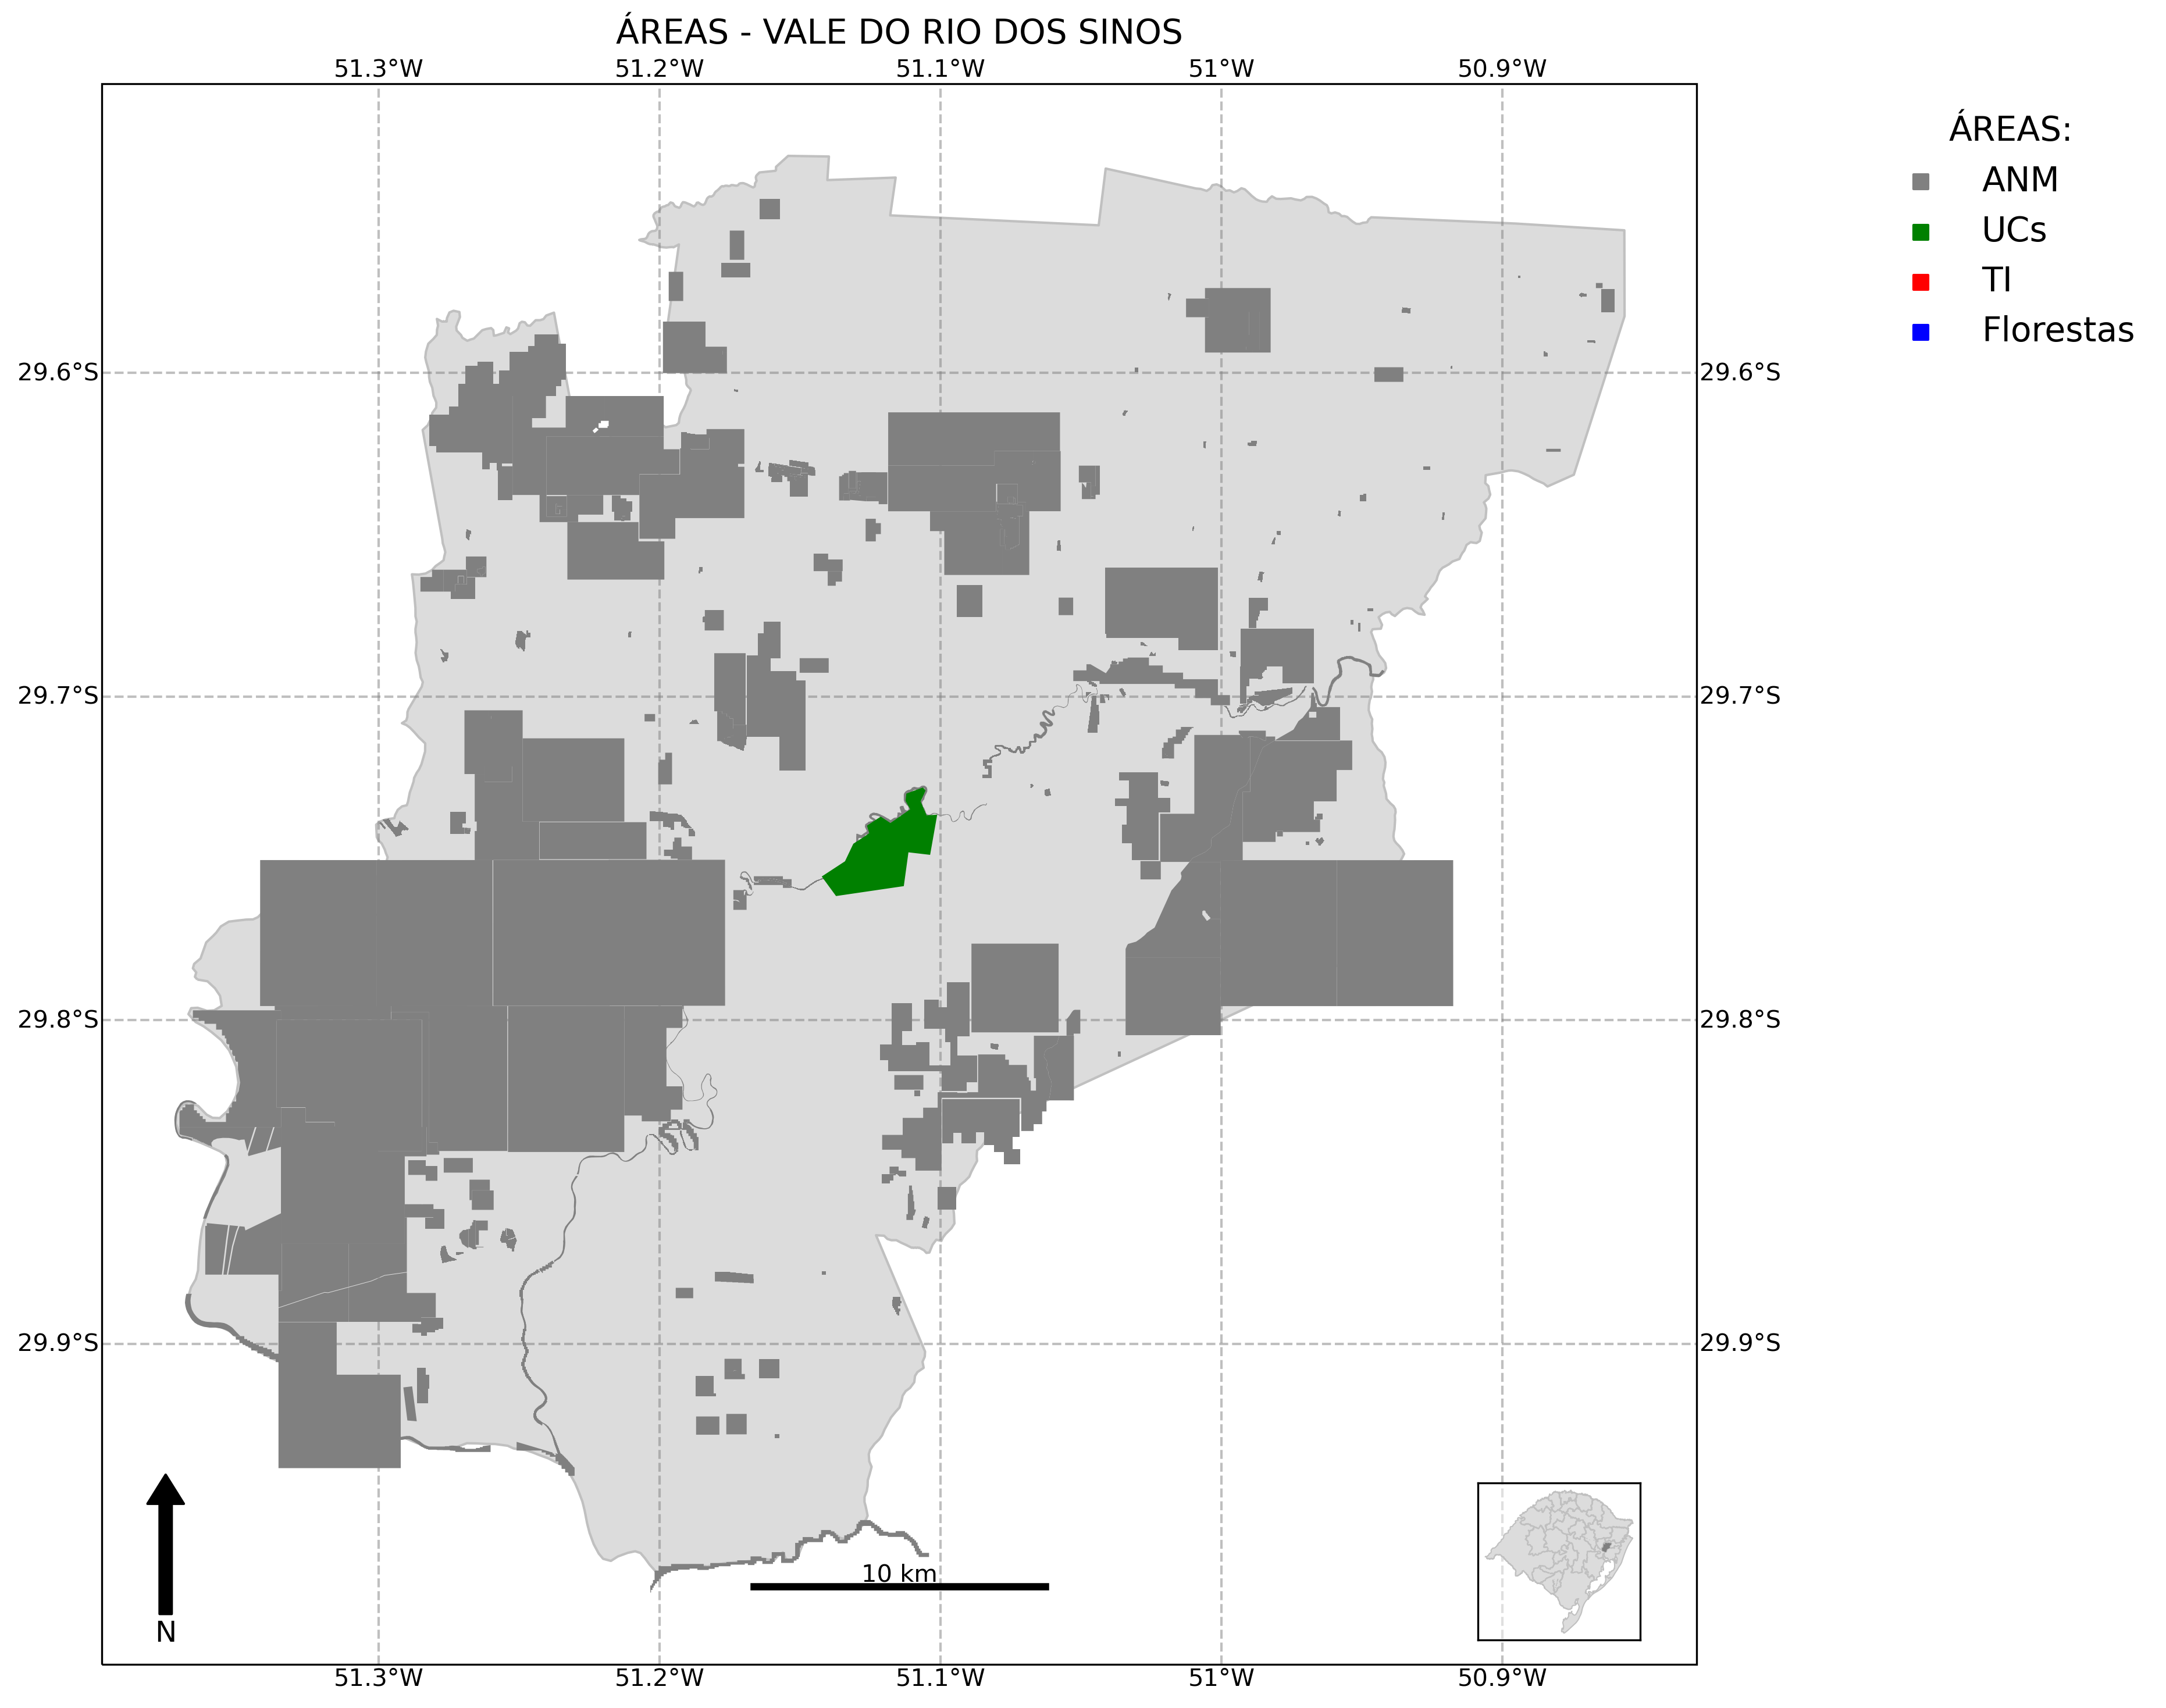 ÁREAS - VALE DO RIO DOS SINOS
51.3°W 51.2°W 51.1°W 51°W 50.9°W
ÁREAS:
ANM
UCs
TI
Florestas
29.6°S 29.6°S
29.7°S 29.7°S
29.8°S 29.8°S
29.9°S 29.9°S
10 km
N
51.3°W 51.2°W 51.1°W 51°W 50.9°W